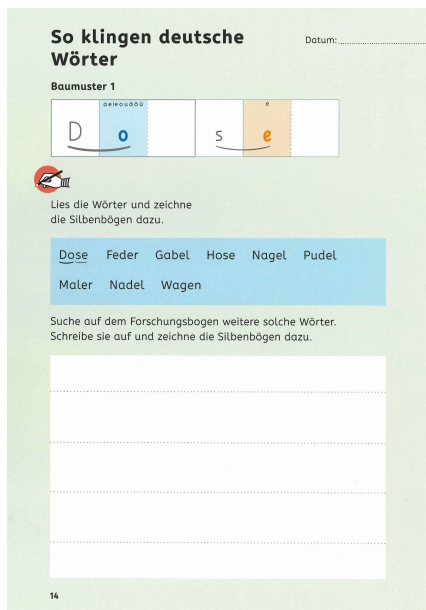 So klingen deutsche
Wörter
Datum:
Baumuster 1
a e i e o u ä ö ü
e
D o s e
Lies die Wörter und zeichne
die Silbenbögen dazu.
Dose Feder Gabel Hose Nagel Pudel
Maler Nadel Wagen
Suche auf dem Forschungsbogen weitere solche Wörter.
Schreibe sie auf und zeichne die Silbenbögen dazu.
14